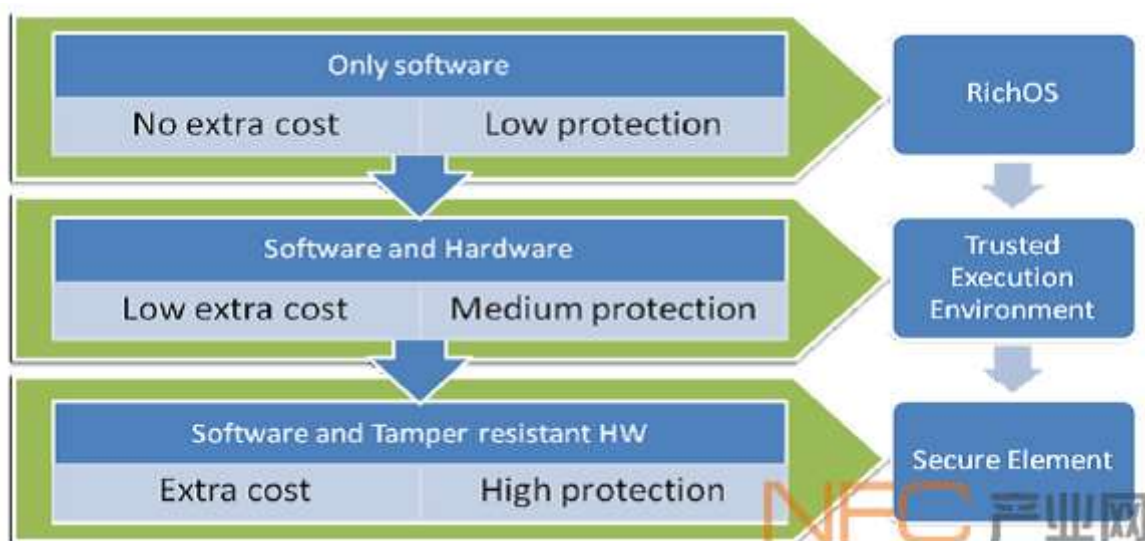 Only software
No extra cost Low protection
RichOS
Software and Hardware
Low extra cost Medium protection
Trusted
Execution
Environment
Software and Tamper resistant HW
Extra cost High protection
Secure Element
NFC 产业网